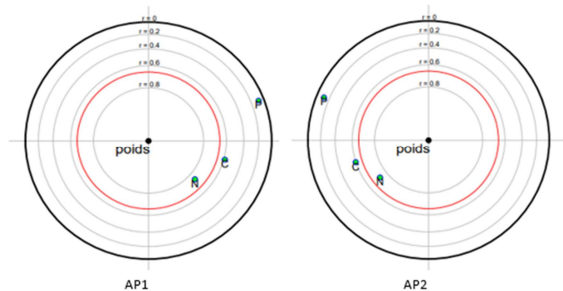 r = 0
r = 0.2
r = 0.4
r = 0.6
r = 0.8
poids
P
C
N
AP1
r = 0
r = 0.2
r = 0.4
r = 0.6
r = 0.8
poids
P
C
N
AP2